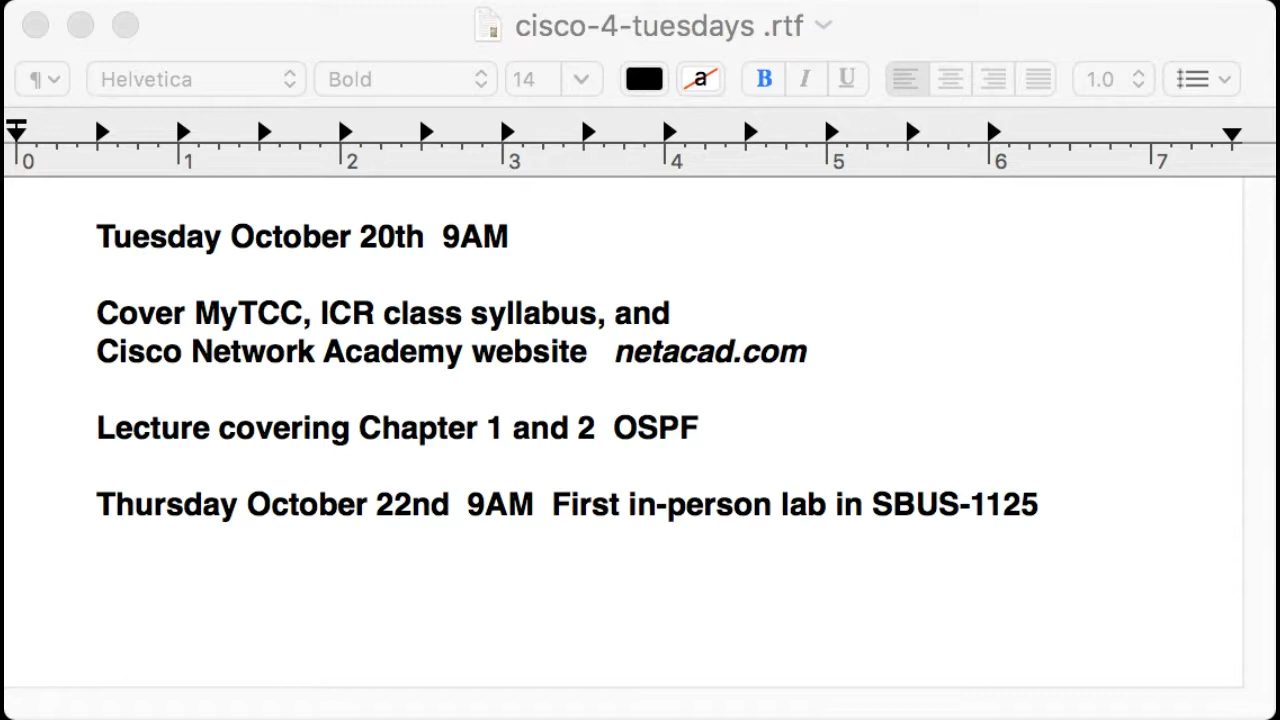 cisco-4-tuesdays .rtf
¶ Helvetica Bold 14 a B I U 1.0
0 1 2 3 4 5 6 7
Tuesday October 20th 9AM
Cover MyTCC, ICR class syllabus, and
Cisco Network Academy website netacad.com
Lecture covering Chapter 1 and 2 OSPF
Thursday October 22nd 9AM First in-person lab in SBUS-1125